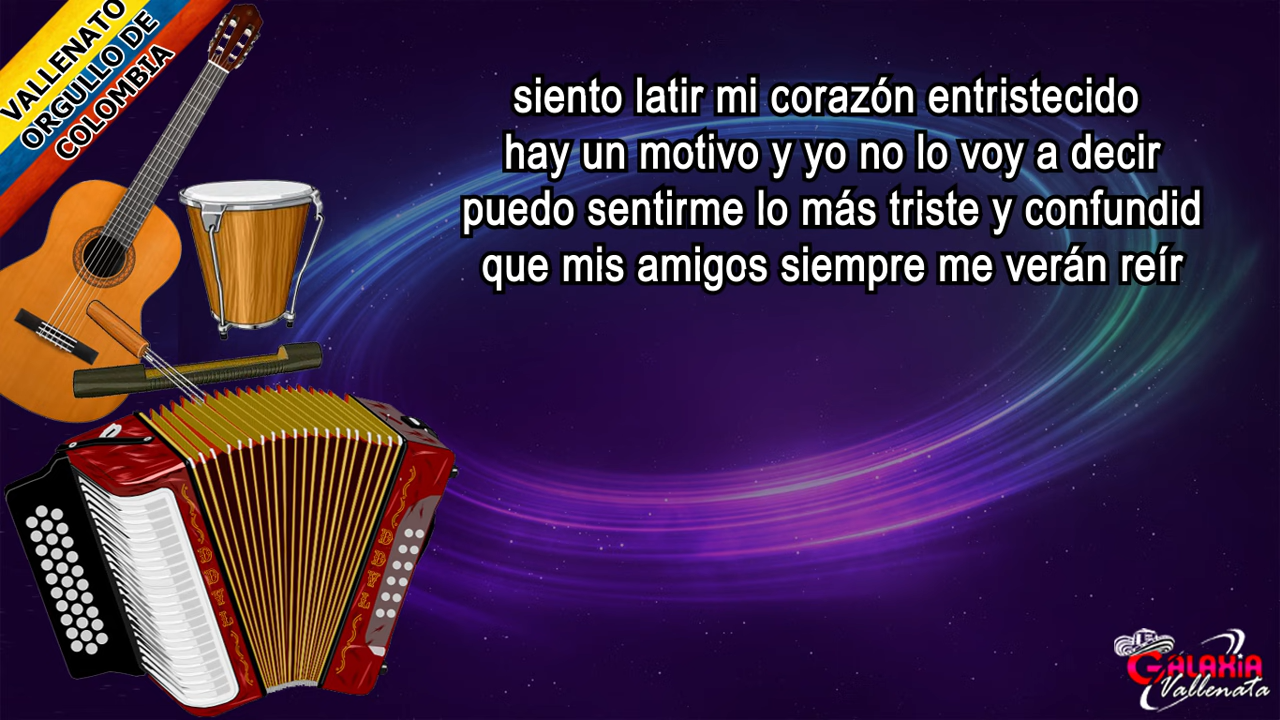 VALLENATO
ORGULLO DE
COLOMBIA
siento latir mi corazón entristecido
hay un motivo y yo no lo voy a decir
puedo sentirme lo más triste y confundid
que mis amigos siempre me verán reír
GALAXIA
Vallenata